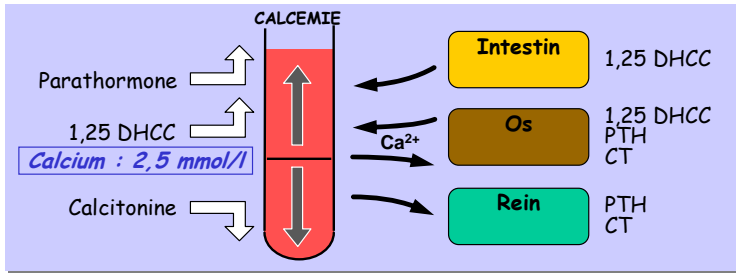 CALCEMIE
Parathormone
1,25 DHCC
Calcium : 2,5 mmol/l
Calcitonine
Ca2+
Intestin
1,25 DHCC
Os
1,25 DHCC
PTH
CT
Rein
PTH
CT